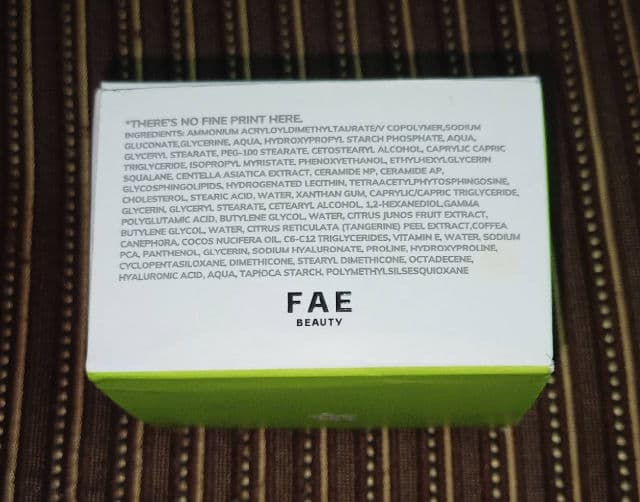 *THERE'S NO FINE PRINT HERE.
INGREDIENTS: AMMONIUM ACRYLOYLDIMETHYLTAURATE/V COPOLYMER,SODIUM
GLUCONATE,GLYCERINE, AQUA, HYDROXYPROPYL STARCH PHOSPHATE, AQUA,
GLYCERYL STEARATE, PEG-100 STEARATE, CETOSTEARYL ALCOHOL, CAPRYLIC CAPRIC
TRIGLYCERIDE, ISOPROPYL MYRISTATE, PHENOXYETHANOL, ETHYLHEXYLGLYCERIN
SQUALANE, CENTELLA ASIATICA EXTRACT, CERAMIDE NP, CERAMIDE AP,
GLYCOSPHINGOLIPIDS, HYDROGENATED LECITHIN, TETRAACETYLPHYTOSPHINGOSINE,
CHOLESTEROL, STEARIC ACID, WATER, XANTHAN GUM, CAPRYLIC/CAPRIC TRIGLYCERIDE,
GLYCERIN, GLYCERYL STEARATE, CETEARYL ALCOHOL, 1,2-HEXANEDIOL,GAMMA
POLYGLUTAMIC ACID, BUTYLENE GLYCOL, WATER, CITRUS JUNOS FRUIT EXTRACT,
BUTYLENE GLYCOL, WATER, CITRUS RETICULATA (TANGERINE) PEEL EXTRACT,COFFEA
CANEPHORA, COCOS NUCIFERA OIL, C6-C12 TRIGLYCERIDES, VITAMIN E, WATER, SODIUM
PCA, PANTHENOL, GLYCERIN, SODIUM HYALURONATE, PROLINE, HYDROXYPROLINE,
CYCLOPENTASILOXANE, DIMETHICONE, STEARYL DIMETHICONE, OCTADECENE,
HYALURONIC ACID, AQUA, TAPIOCA STARCH, POLYMETHYLSILSESQUIOXANE
FAE
BEAUTY